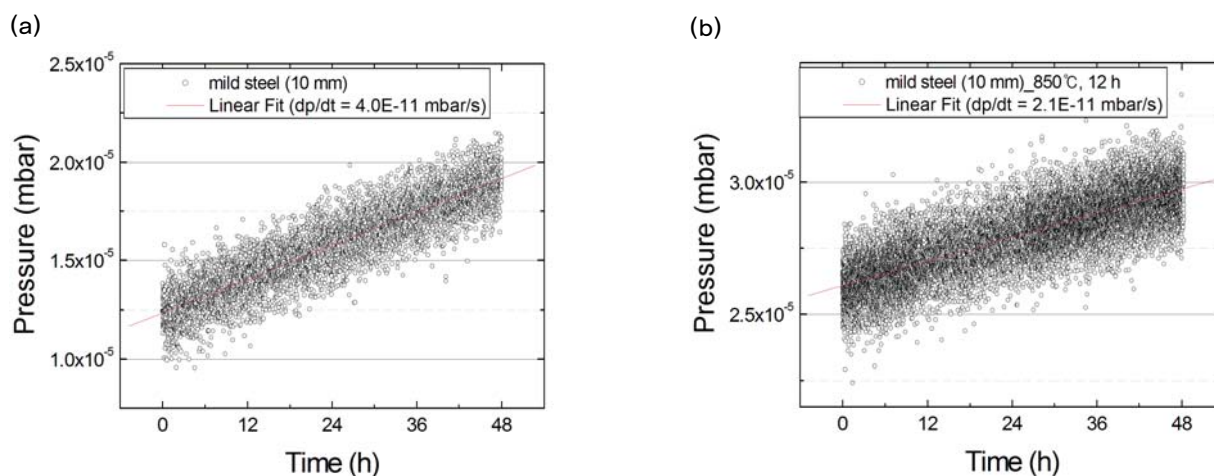 (a)
2.5x10⁻⁵
2.0x10⁻⁵
1.5x10⁻⁵
1.0x10⁻⁵
Pressure (mbar)
mild steel (10 mm)
Linear Fit (dp/dt = 4.0E-11 mbar/s)
0 12 24 36 48
Time (h)
(b)
3.0x10⁻⁵
2.5x10⁻⁵
Pressure (mbar)
mild steel (10 mm)_850℃, 12 h
Linear Fit (dp/dt = 2.1E-11 mbar/s)
0 12 24 36 48
Time (h)